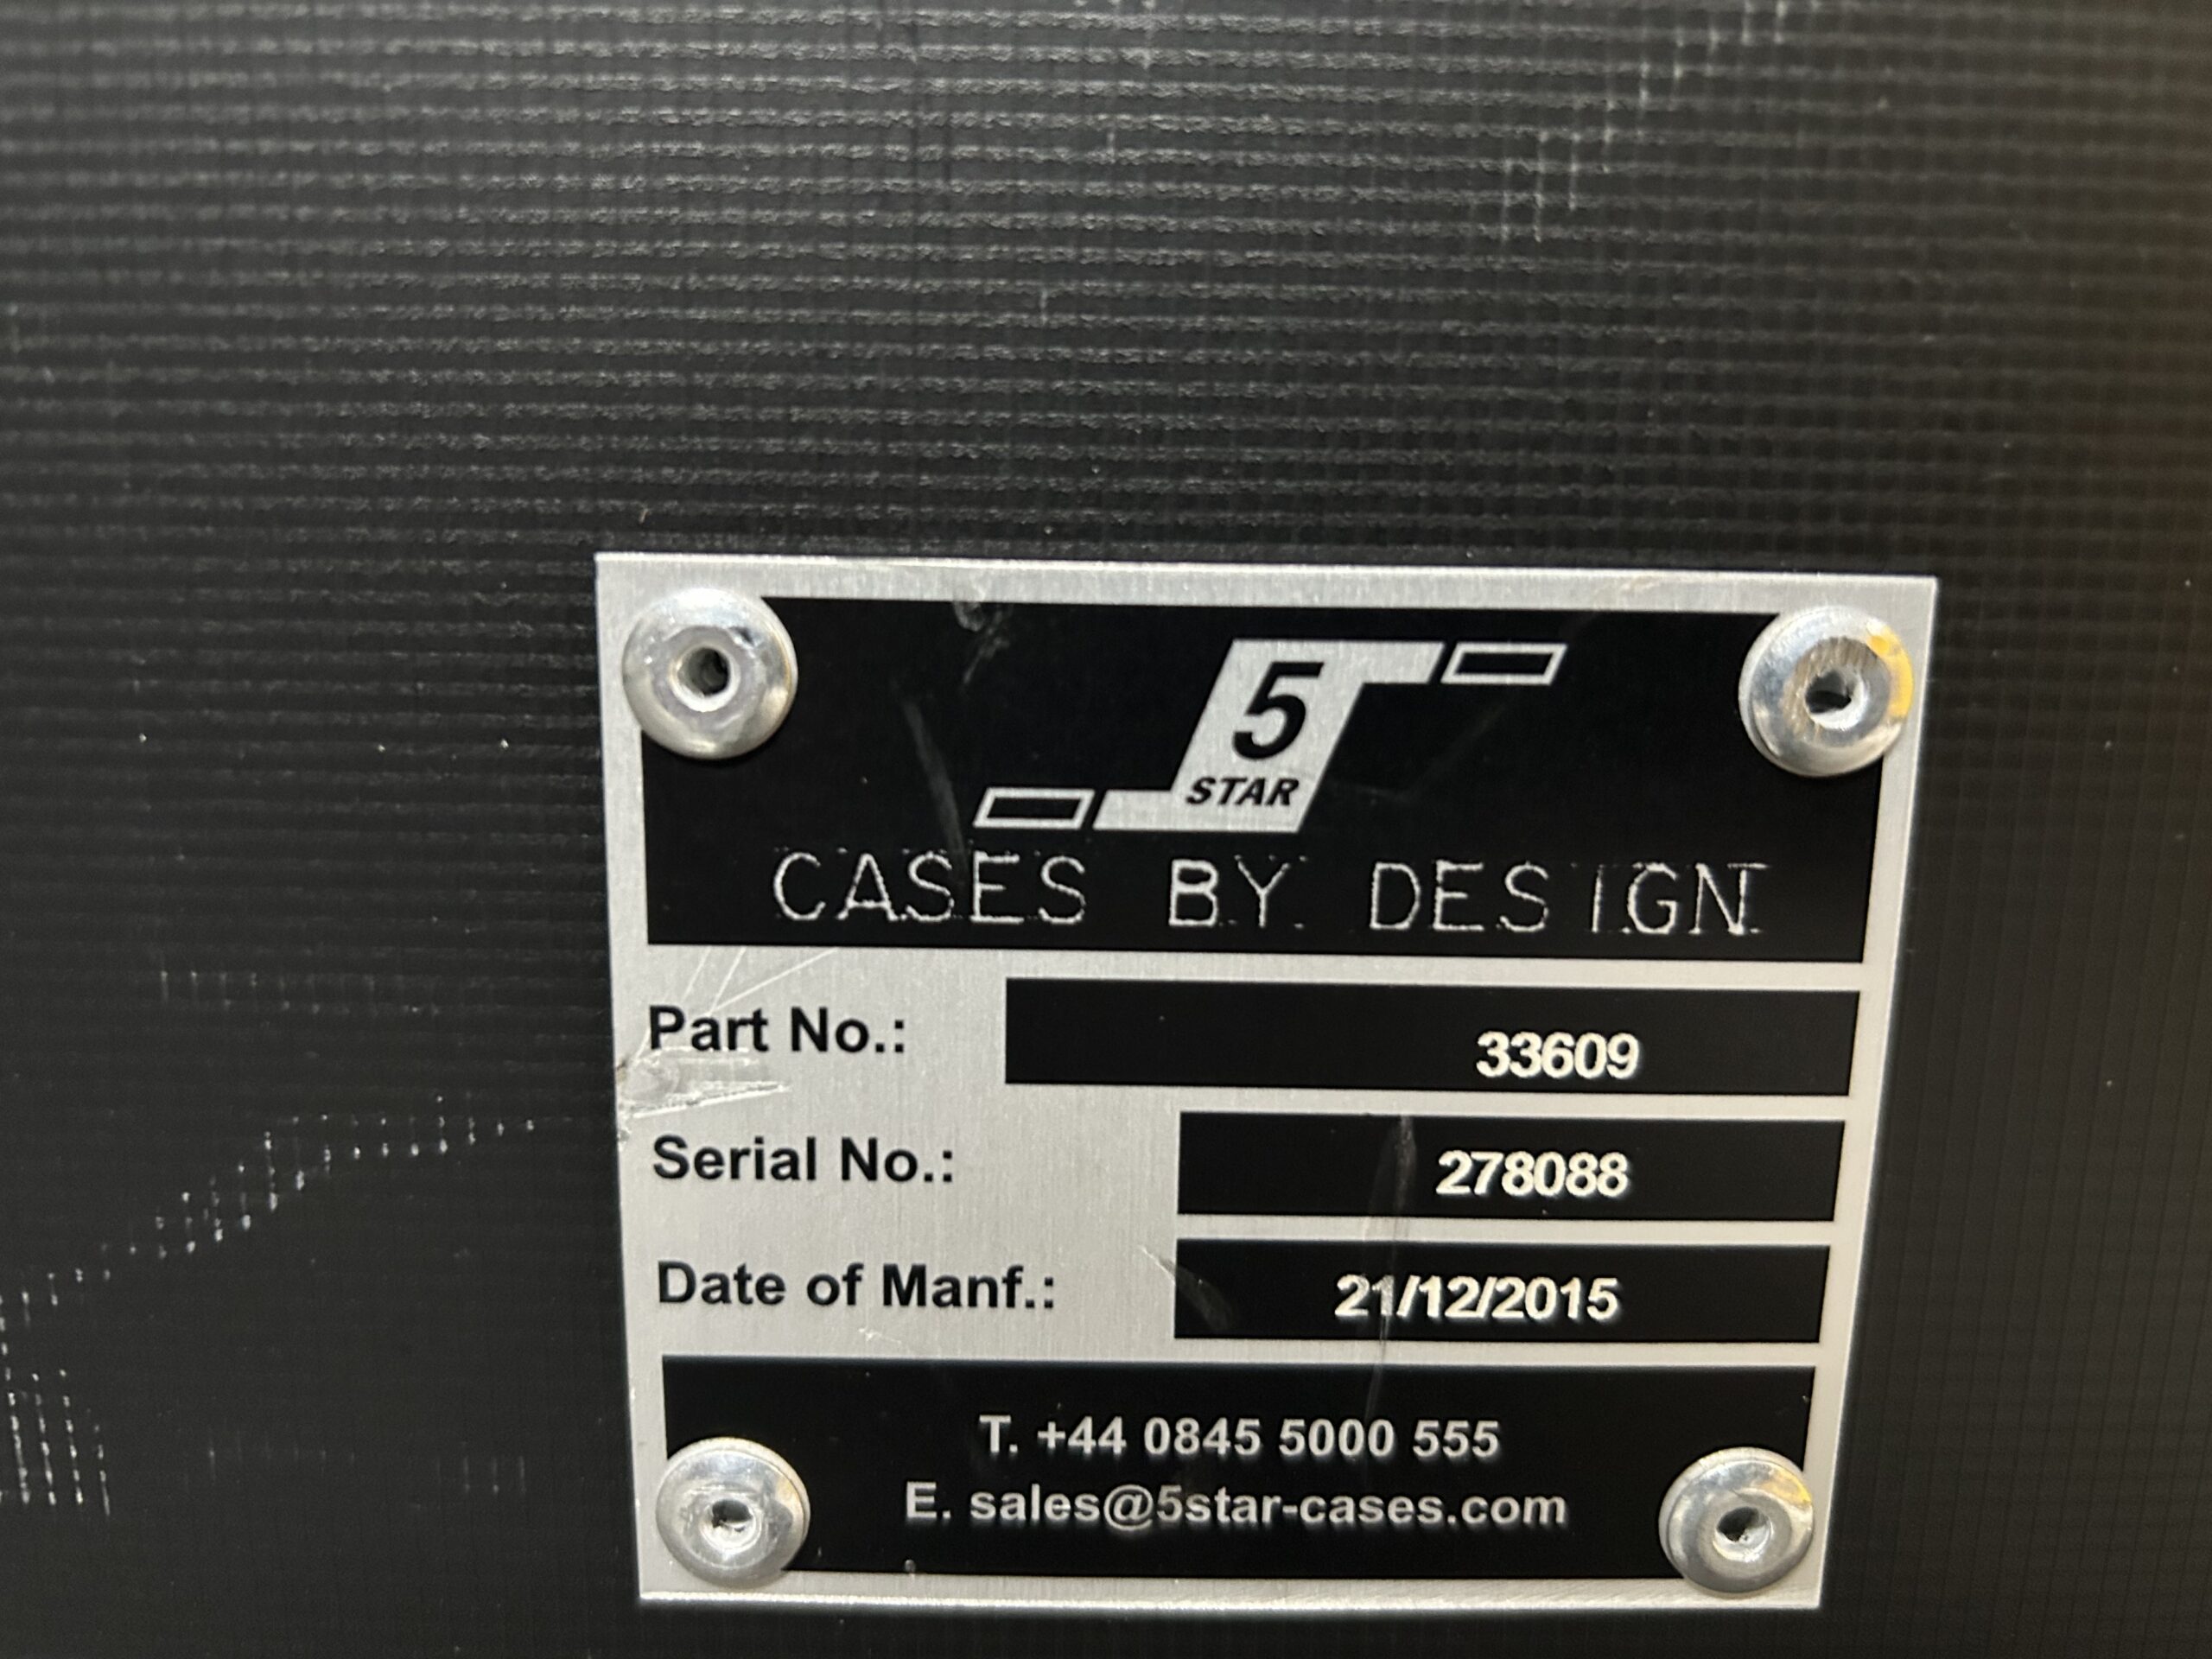 5
STAR
CASES BY DESIGN
Part No.: 33609
Serial No.: 278088
Date of Manf.: 21/12/2015
T. +44 0845 5000 555
E. sales@5star-cases.com